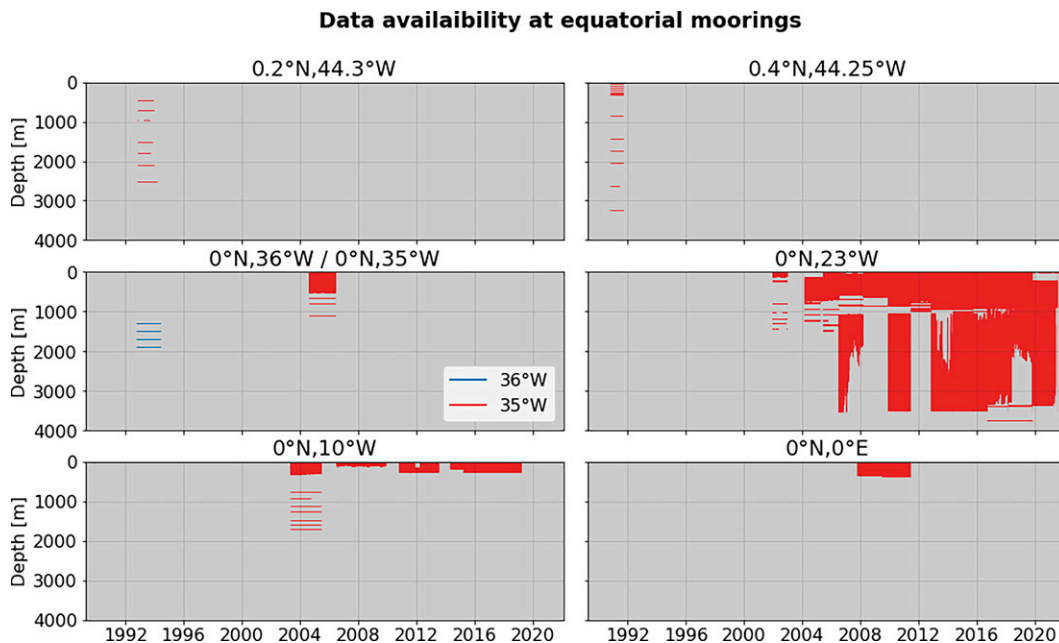 Data availaibility at equatorial moorings
0.2°N,44.3°W
0.4°N,44.25°W
0
1000
2000
3000
4000
Depth [m]
0°N,36°W / 0°N,35°W
0°N,23°W
0
1000
2000
3000
4000
Depth [m]
36°W
35°W
0°N,10°W
0°N,0°E
0
1000
2000
3000
4000
Depth [m]
1992 1996 2000 2004 2008 2012 2016 2020
1992 1996 2000 2004 2008 2012 2016 2020